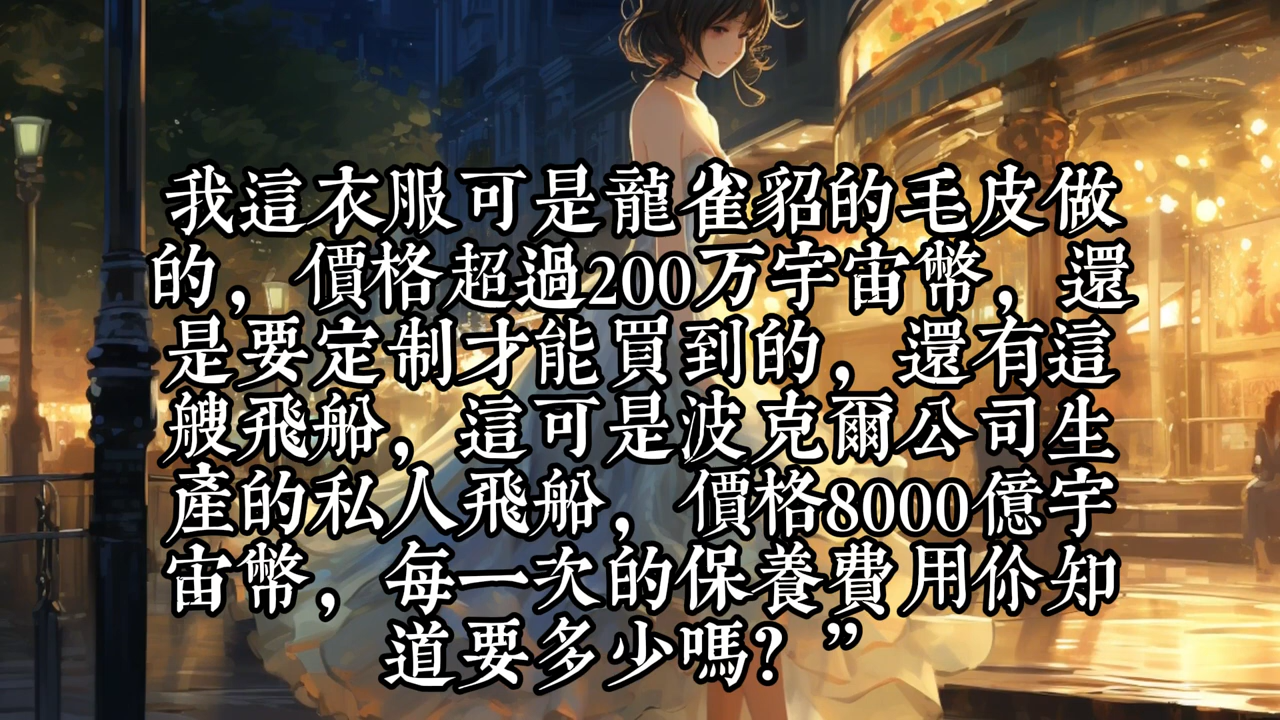 我這衣服可是龍雀貂的毛皮做
的，價格超過200万宇宙幣，還
是要定制才能買到的，還有這
艘飛船，這可是波克爾公司生
產的私人飛船，價格8000億宇
宙幣，每一次的保養費用你知
道要多少嗎？”